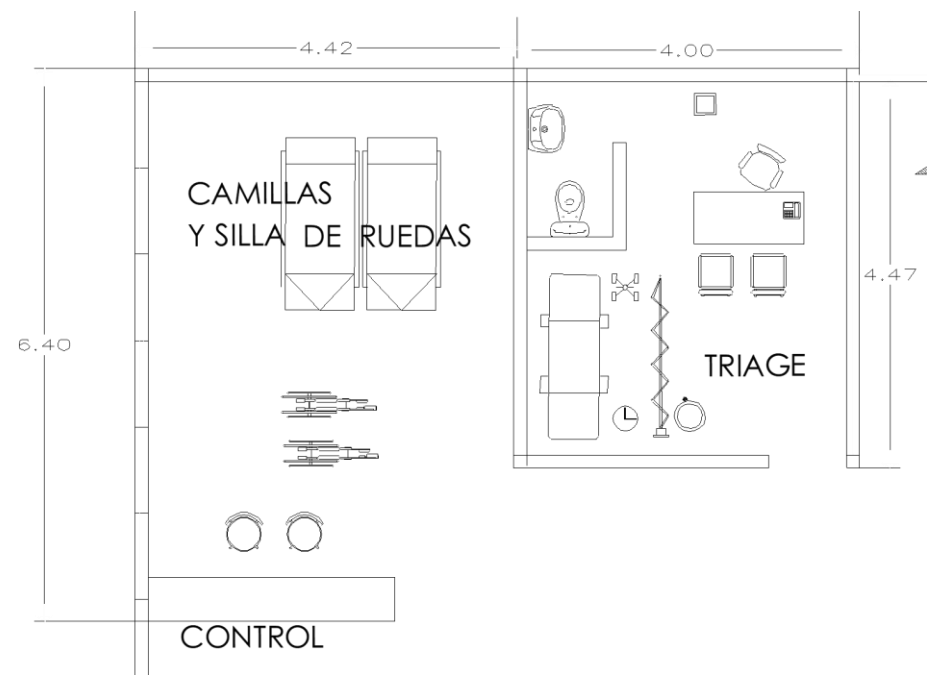 4.42
4.00
CAMILLAS
Y SILLA DE RUEDAS
4.47
6.40
TRIAGE
CONTROL